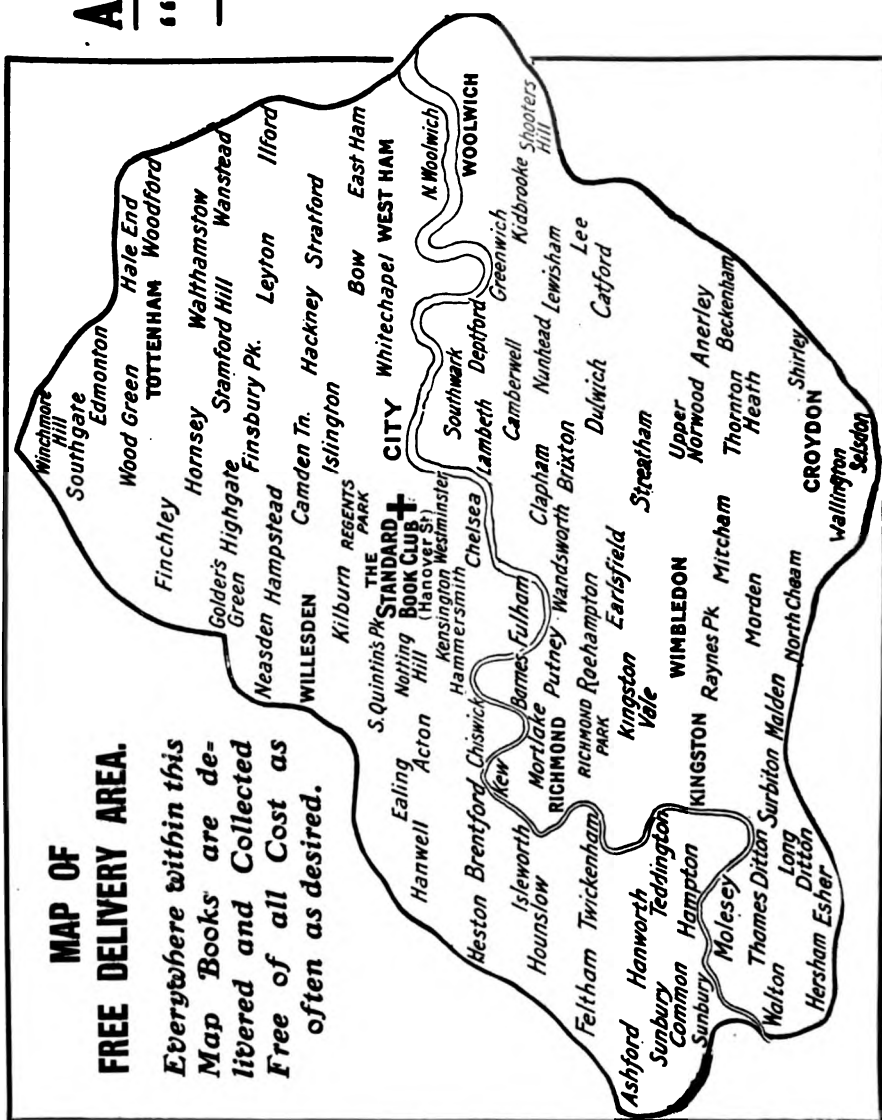 MAP OF
FREE DELIVERY AREA.
Everywhere within this
Map Books are de=
livered and Collected
Free of all Cost as
often as desired.
Winchmore
Hill
Southgate
Edmonton
Wood Green
Hale End
TOTTENHAM
Woodford
Finchley
Hornsey
Walthamstow
Golder's
Green
Highgate
Stamford Hill
Wanstead
Finsbury Pk.
Leyton
Ilford
Neasden
Hampstead
Camden Tn.
Hackney
Stratford
WILLESDEN
Islington
Bow
East Ham
Kilburn
REGENTS
PARK
Whitechapel
WEST HAM
S. Quintin's Pk
THE
STANDARD
BOOK CLUB
(Hanover St)
CITY
N. Woolwich
WOOLWICH
Ealing
Notting
Hill
Hanwell
Acron
Kensington
Westminster
Southwark
Hammersmith
Chelsea
Lambeth
Deptford
Greenwich
Kidbrooke
Shooters
Hill
Heston
Brentford
Chiswick
Kew
Barnes
Fulham
Camberwell
Isleworth
Hounslow
Mortlake
Putney
Wandsworth
Clapham
Brixton
Nunhead
Lewisham
Lee
RICHMOND
RICHMOND
PARK
Roehampton
Dulwich
Catford
Feltham
Twickenham
Kingston
Vale
Earlsfield
Streatham
Ashford
Hanworth
Teddington
WIMBLEDON
Upper
Norwood
Anerley
Beckenham
Sunbury
Common
Hampton
KINGSTON
Raynes Pk
Mitcham
Thornton
Heath
Sunbury
Molesey
Morden
Shirley
Walton
Thames Ditton
Surbiton
Malden
North Chaam
CROYDON
Long
Ditton
Wallington
Selsdon
Hersham
Esher
A
“